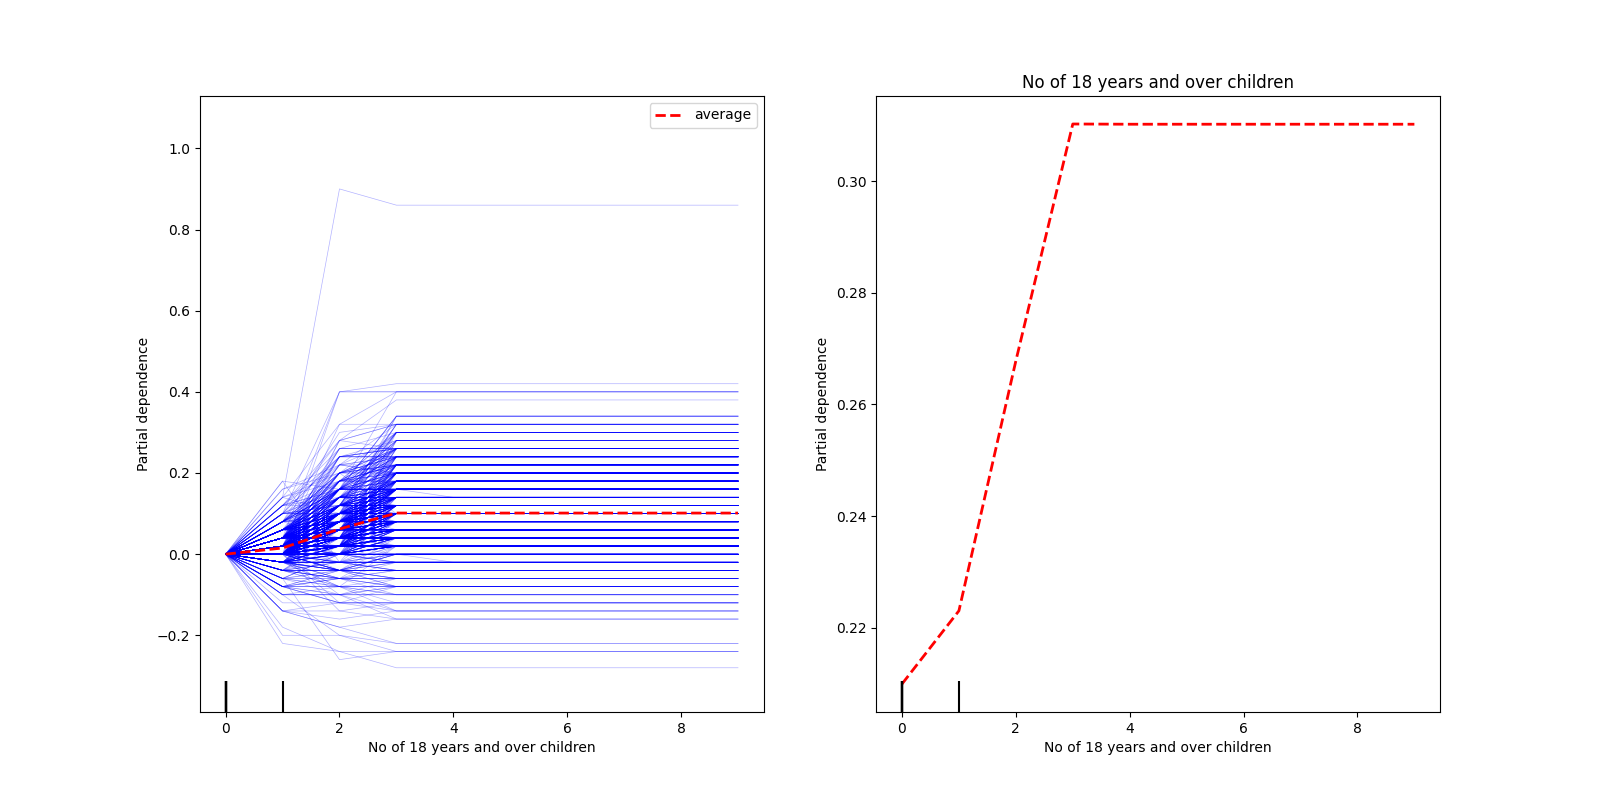 average
1.0
0.8
0.6
0.4
0.2
0.0
−0.2
Partial dependence
0 2 4 6 8
No of 18 years and over children
No of 18 years and over children
0.30
0.28
0.26
0.24
0.22
Partial dependence
0 2 4 6 8
No of 18 years and over children